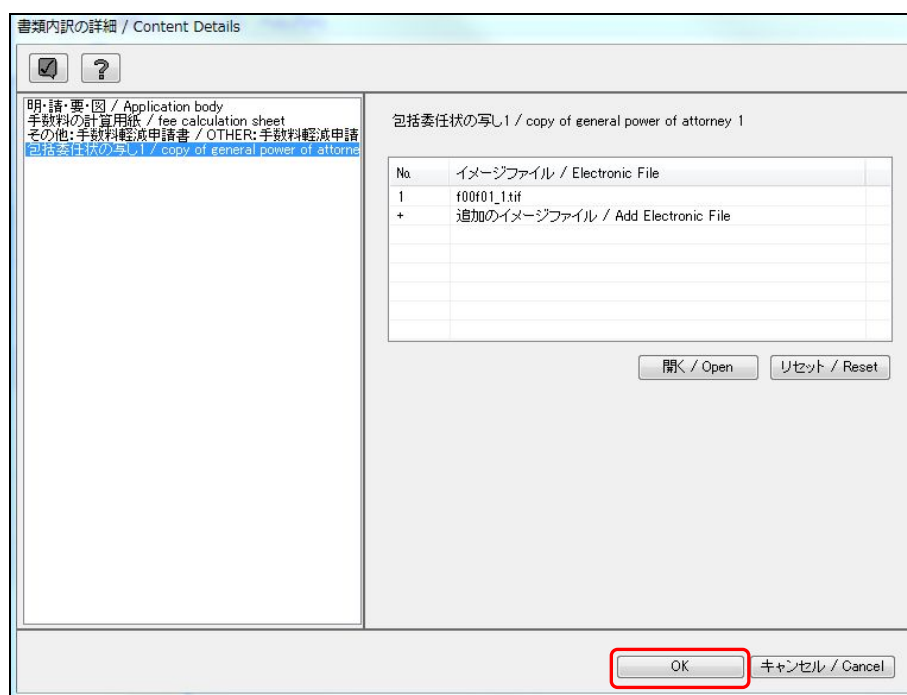 書類内訳の詳細 / Content Details
?
明・請・要・図 / Application body
手数料の計算用紙 / fee calculation sheet
その他:手数料軽減申請書 / OTHER:手数料軽減申請
包括委任状の写し1 / copy of general power of attorne
包括委任状の写し1 / copy of general power of attorney 1
No. イメージファイル / Electronic File
1 f00f01_1.tif
+ 追加のイメージファイル / Add Electronic File
開く / Open リセット / Reset
OK キャンセル / Cancel